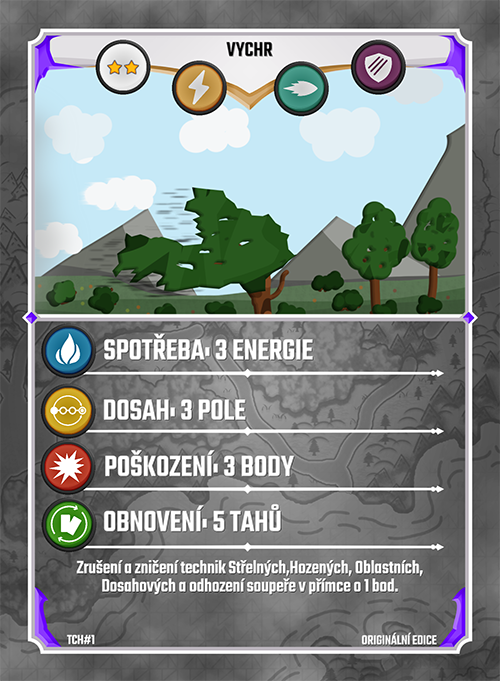 VYCHR
SPOTŘEBA: 3 ENERGIE
DOSAH: 3 POLE
POŠKOZENÍ: 3 BODY
OBNOVENÍ: 5 TAHŮ
Zrušení a zničení technik Střelných,Hozených, Oblastních,
Dosahových a odhození soupeře v přímce o 1 bod.
TCH#1
ORIGINÁLNÍ EDICE